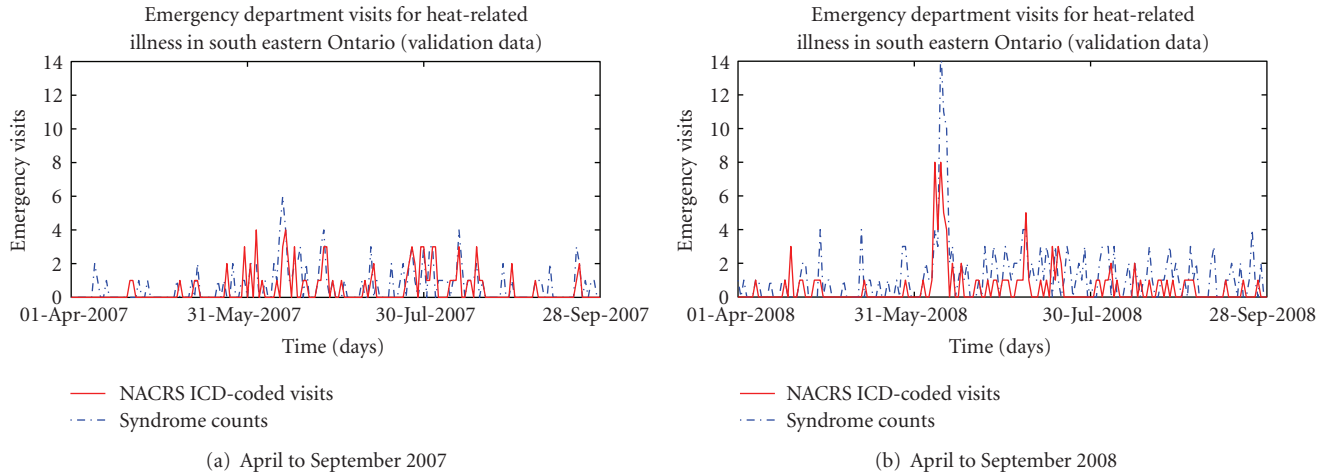 Emergency department visits for heat-related
illness in south eastern Ontario (validation data)
14
12
10
8
6
4
2
0
Emergency visits
01-Apr-2007
31-May-2007
30-Jul-2007
28-Sep-2007
Time (days)
NACRS ICD-coded visits
Syndrome counts
(a) April to September 2007
Emergency department visits for heat-related
illness in south eastern Ontario (validation data)
14
12
10
8
6
4
2
0
Emergency visits
01-Apr-2008
31-May-2008
30-Jul-2008
28-Sep-2008
Time (days)
NACRS ICD-coded visits
Syndrome counts
(b) April to September 2008